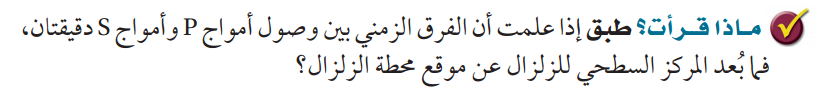 ماذا قرأت؟ طبق إذا علمت أن الفرق الزمني بين وصول أمواج P وأمواج S دقيقتان،
فما بُعد المركز السطحي للزلزال عن موقع محطة الزلزال؟